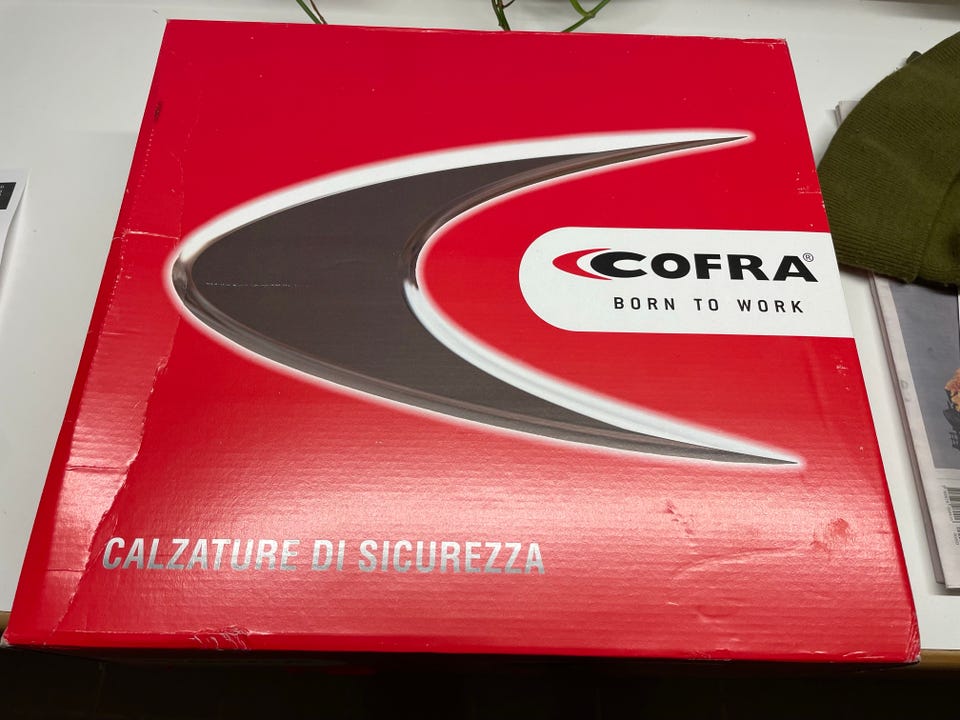 COFRA®
BORN TO WORK
CALZATURE DI SICUREZZA